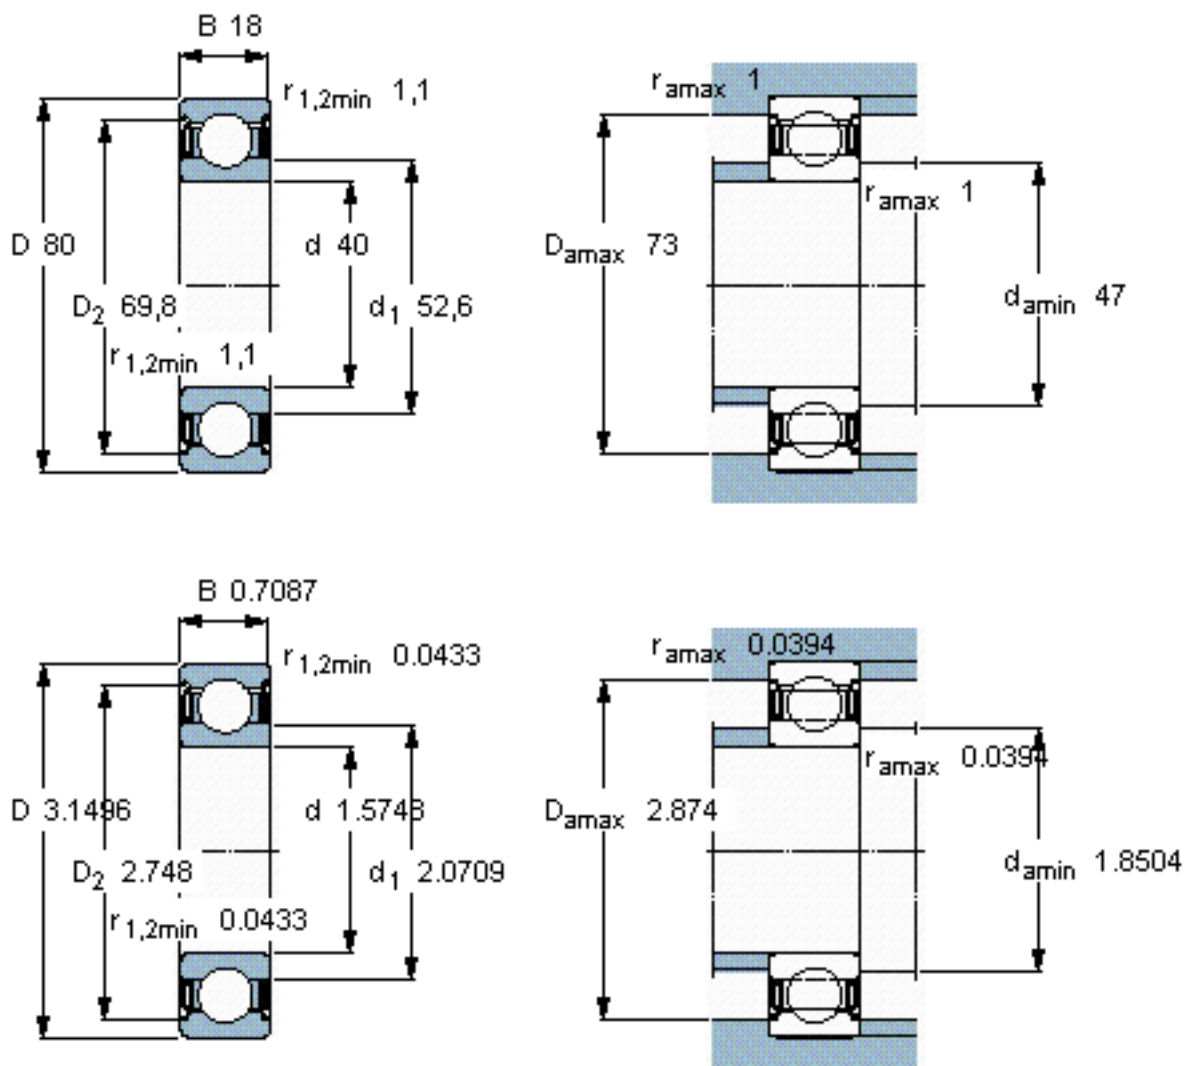 B 18
r1,2min 1,1
ramax 1
ramax 1
D 80
d 40
Damax 73
D2 69,8
d1 52,6
damin 47
r1,2min 1,1
B 0.7087
r1,2min 0.0433
ramax 0.0394
ramax 0.0394
D 3.1496
d 1.5748
Damax 2.874
D2 2.748
d1 2.0709
damin 1.8504
r1,2min 0.0433